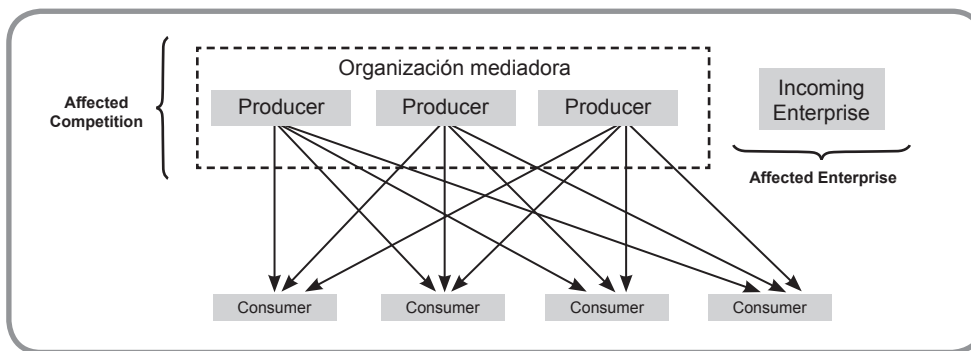 Organización mediadora
Producer
Producer
Producer
Incoming
Enterprise
Affected
Competition
Affected Enterprise
Consumer
Consumer
Consumer
Consumer